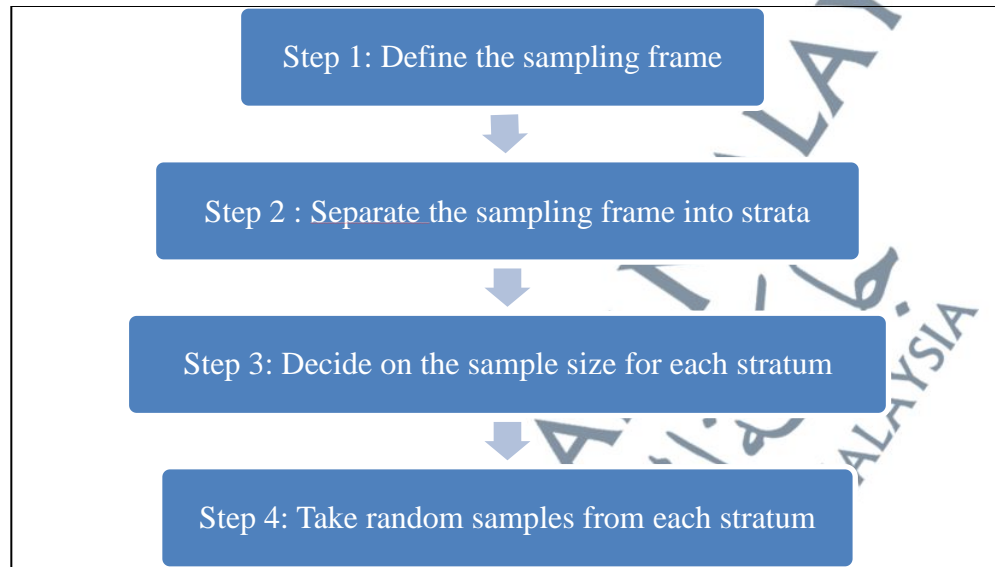 Step 1: Define the sampling frame
Step 2 : Separate the sampling frame into strata
Step 3: Decide on the sample size for each stratum
Step 4: Take random samples from each stratum
MALAYSIA